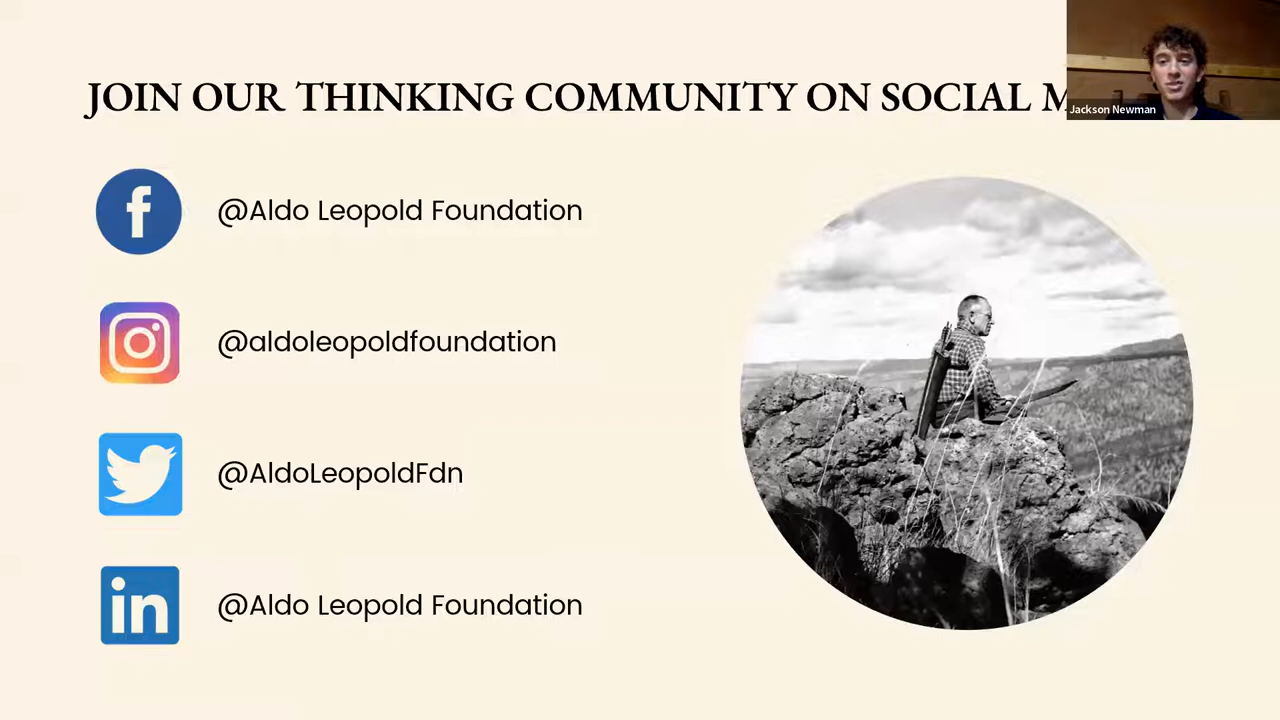 JOIN OUR THINKING COMMUNITY ON SOCIAL M
Jackson Newman
@Aldo Leopold Foundation
@aldoleopoldfoundation
@AldoLeopoldFdn
@Aldo Leopold Foundation